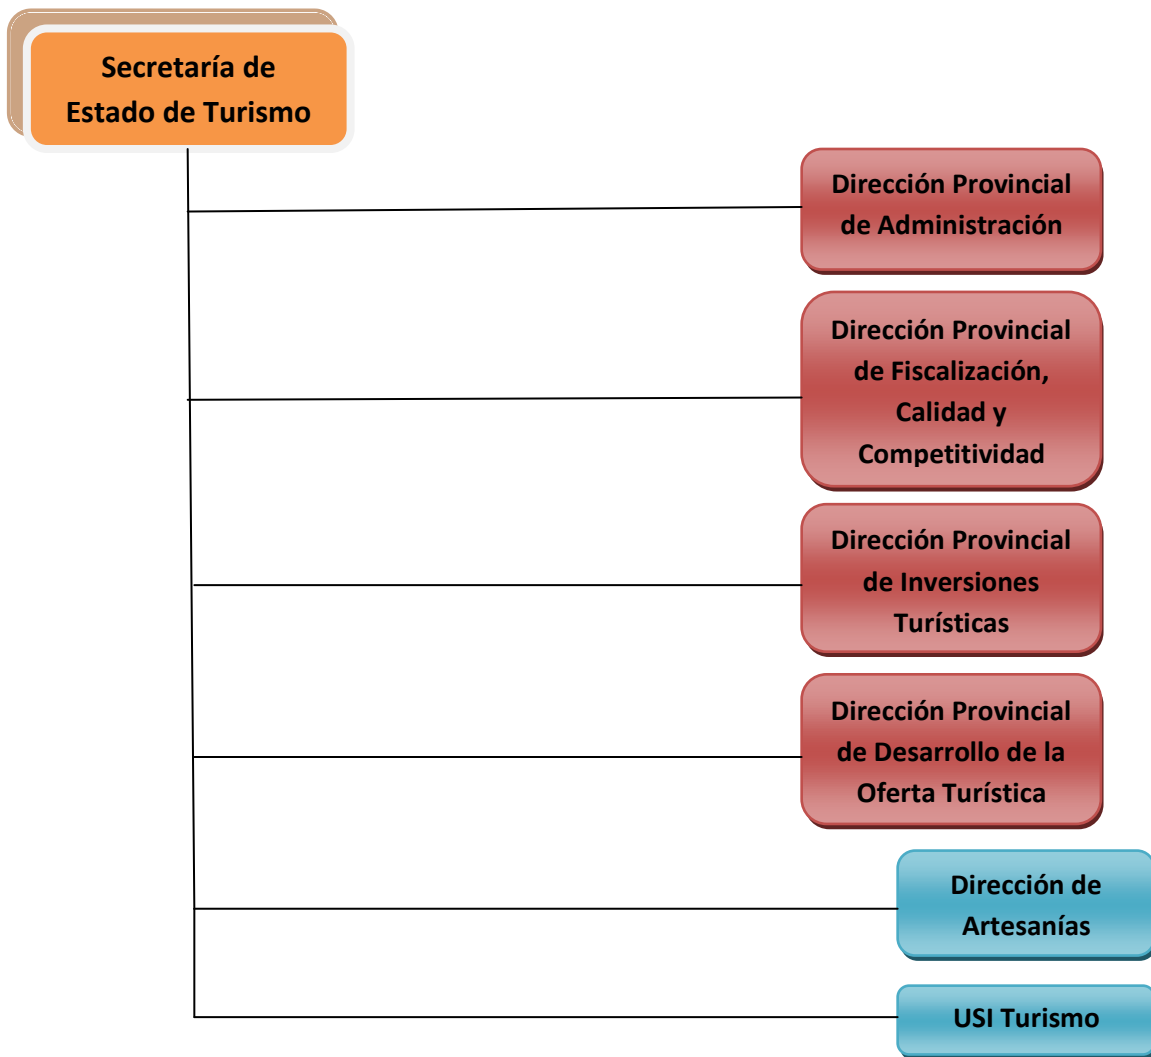 Secretaría de
Estado de Turismo
Dirección Provincial
de Administración
Dirección Provincial
de Fiscalización,
Calidad y
Competitividad
Dirección Provincial
de Inversiones
Turísticas
Dirección Provincial
de Desarrollo de la
Oferta Turística
Dirección de
Artesanías
USI Turismo